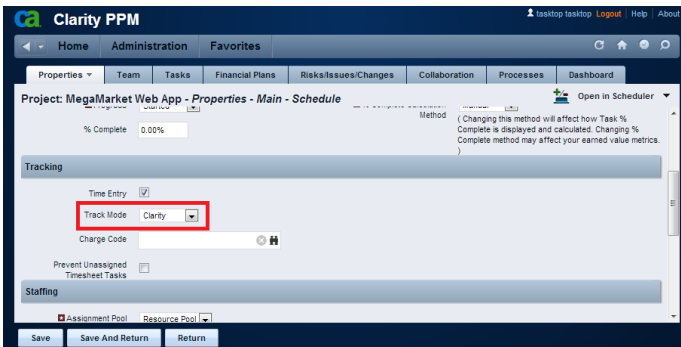 ca Clarity PPM
tasktop tasktop Logout Help About
Home Administration Favorites
Properties Team Tasks Financial Plans Risks/Issues/Changes Collaboration Processes Dashboard
Project: MegaMarket Web App - Properties - Main - Schedule
Open in Scheduler
Method
( Changing this method will affect how Task %
Complete is displayed and calculated. Changing %
Complete method may affect your earned value metrics.
)
% Complete 0.00%
Tracking
Time Entry
Track Mode Clarity
Charge Code
Prevent Unassigned
Timesheet Tasks
Staffing
Assignment Pool Resource Pool
Save Save And Return Return